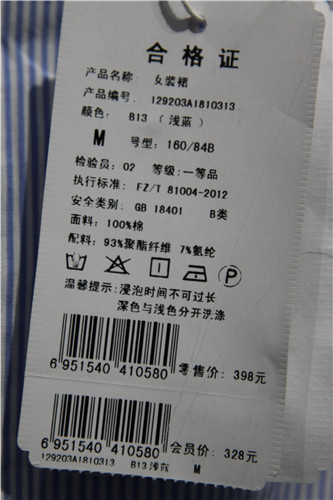 合格证
产品名称: 女装裙
产品编号. 129203A1810313
颜色: B13 (浅蓝)
M 号型: 160/84B
检验员: 02 等级: 一等品
执行标准: FZ/T 81004-2012
安全类别: GB 18401 B类
面料: 100%棉
配料: 93%聚酯纤维 7%氨纶
P
温馨提示: 浸泡时间不可过长
深色与浅色分开洗涤
6 951540 410580 零售价: 398元
6 951540 410580 会员价: 328元
129203A1810313 B13浅蓝 M